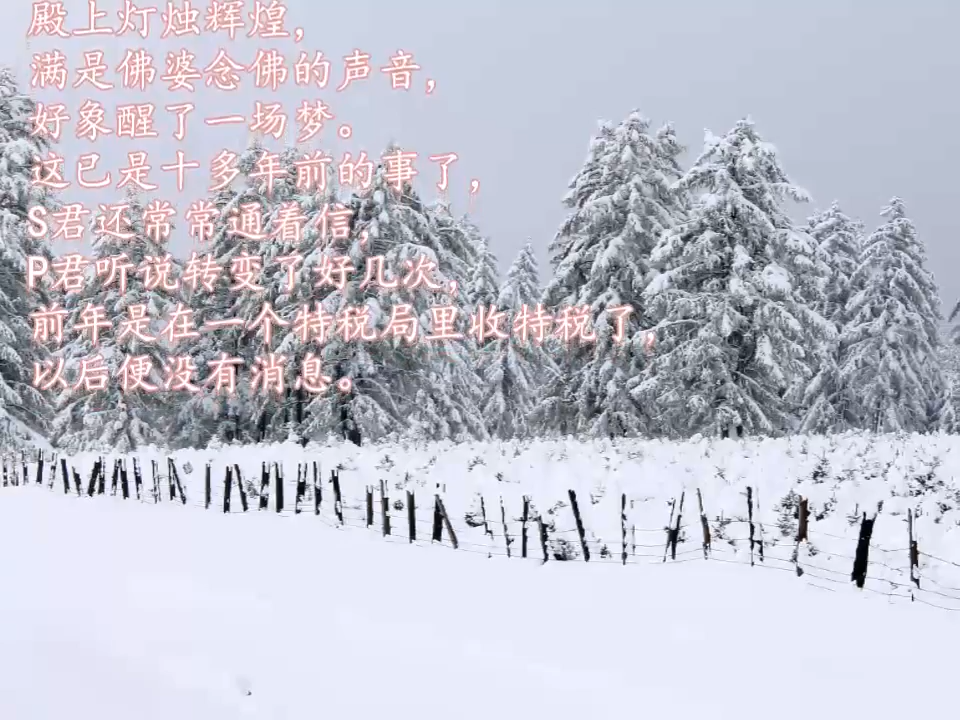 殿上灯烛辉煌，
满是佛婆念佛的声音，
好象醒了一场梦。
这已是十多年前的事了，
S君还常常通着信，
P君听说转变了好几次，
前年是在一个特税局里收特税了，
以后便没有消息。